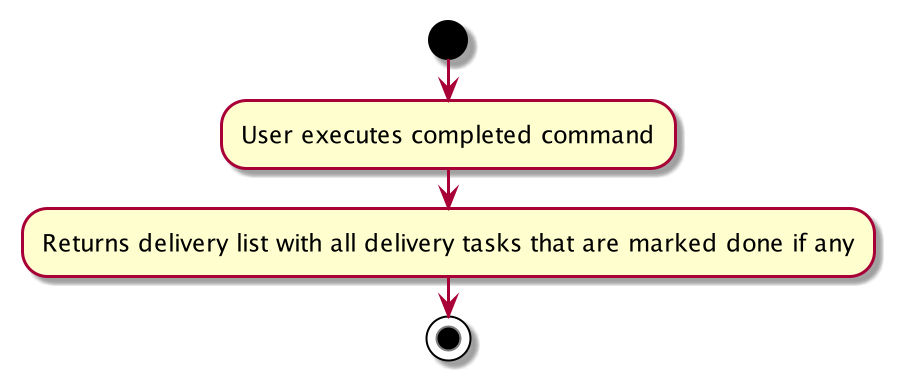 User executes completed command
Returns delivery list with all delivery tasks that are marked done if any